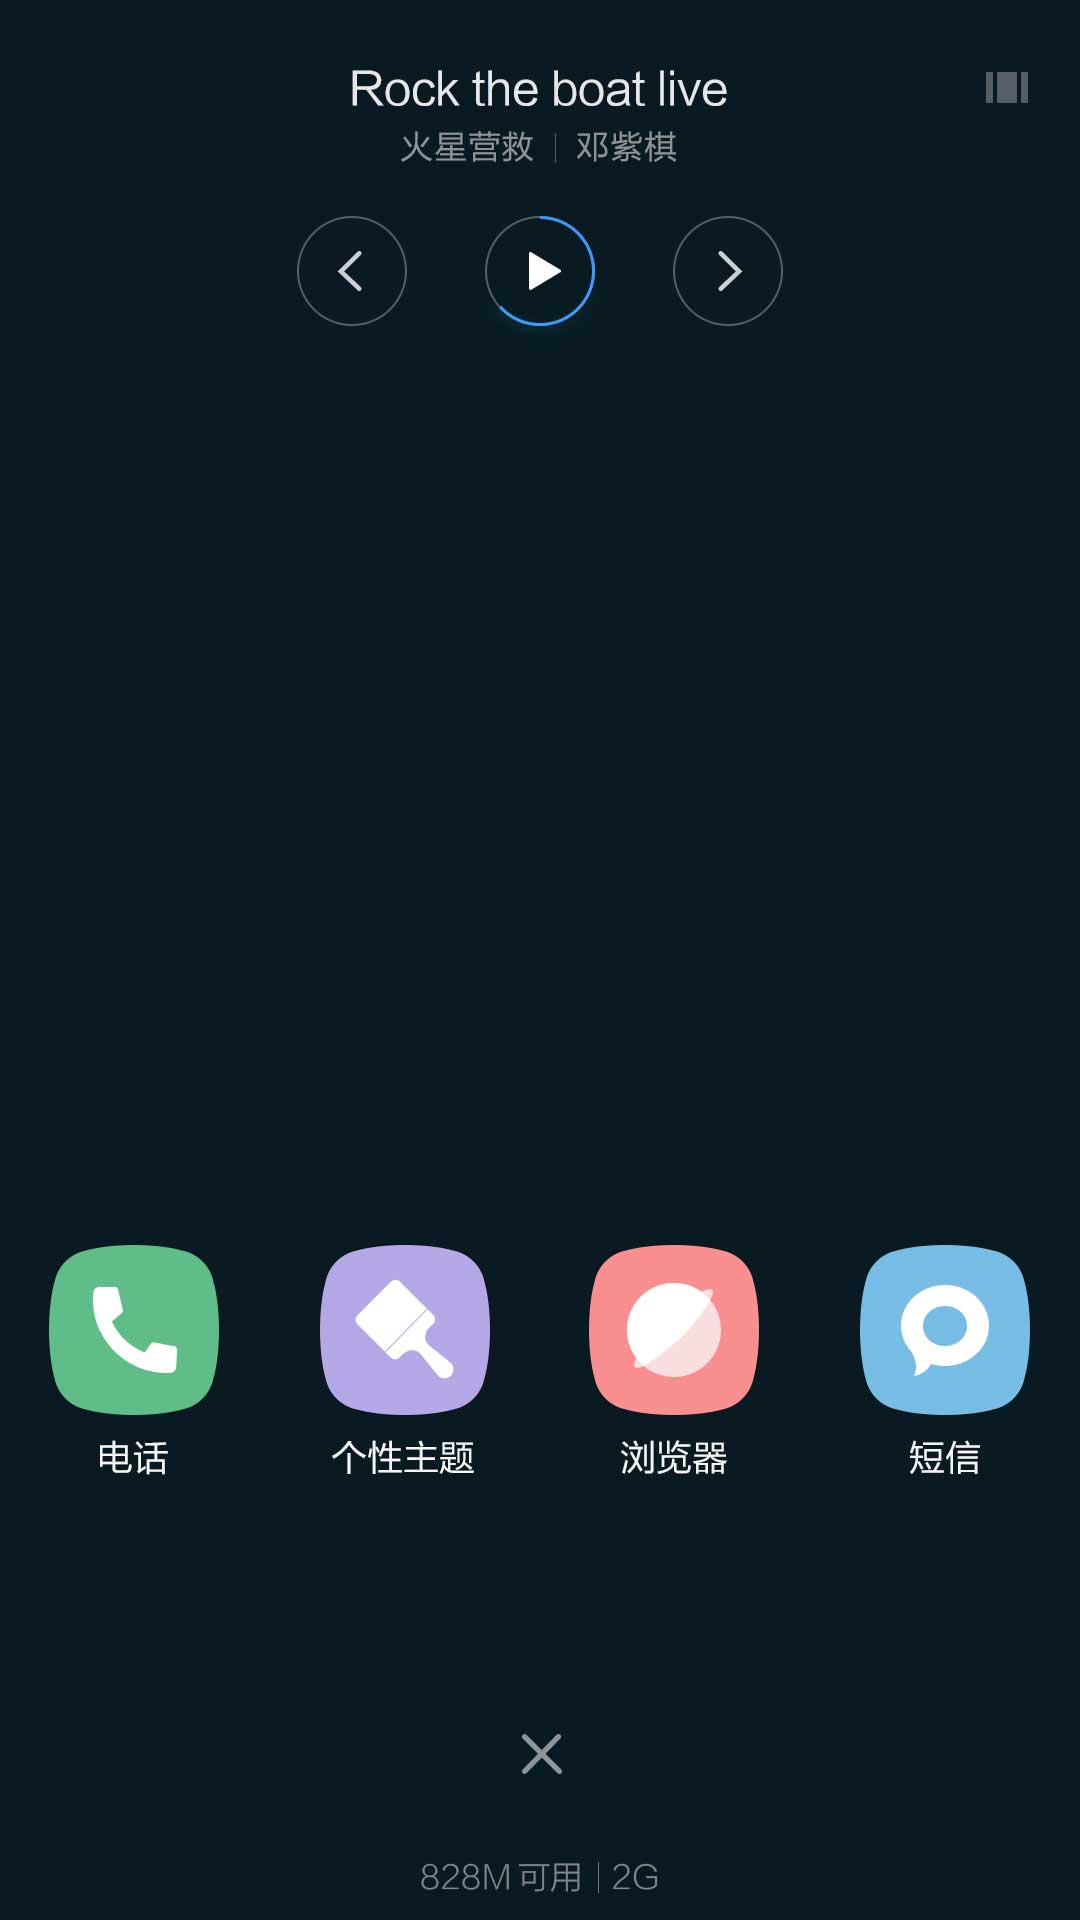 Rock the boat live
火星营救 | 邓紫棋
电话 个性主题 浏览器 短信
828M 可用 | 2G